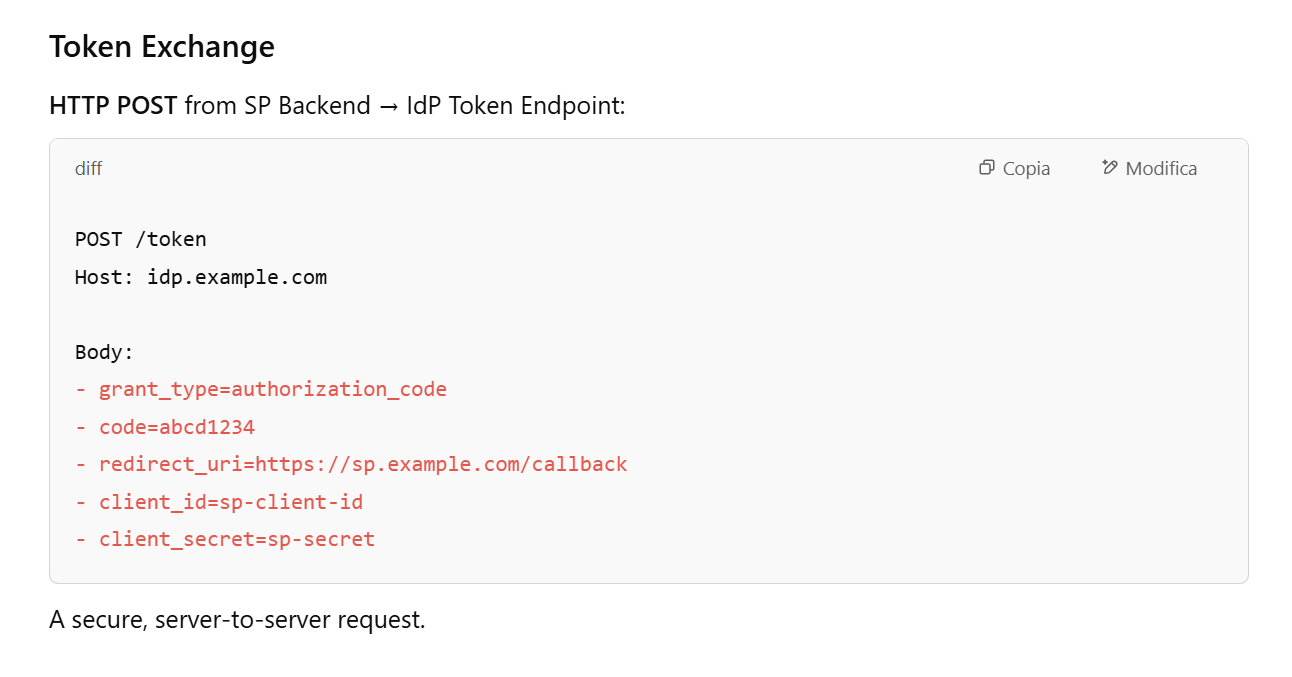 Token Exchange
HTTP POST from SP Backend → IdP Token Endpoint:
diff
Copia
Modifica
POST /token
Host: idp.example.com
Body:
- grant_type=authorization_code
- code=abcd1234
- redirect_uri=https://sp.example.com/callback
- client_id=sp-client-id
- client_secret=sp-secret
A secure, server-to-server request.